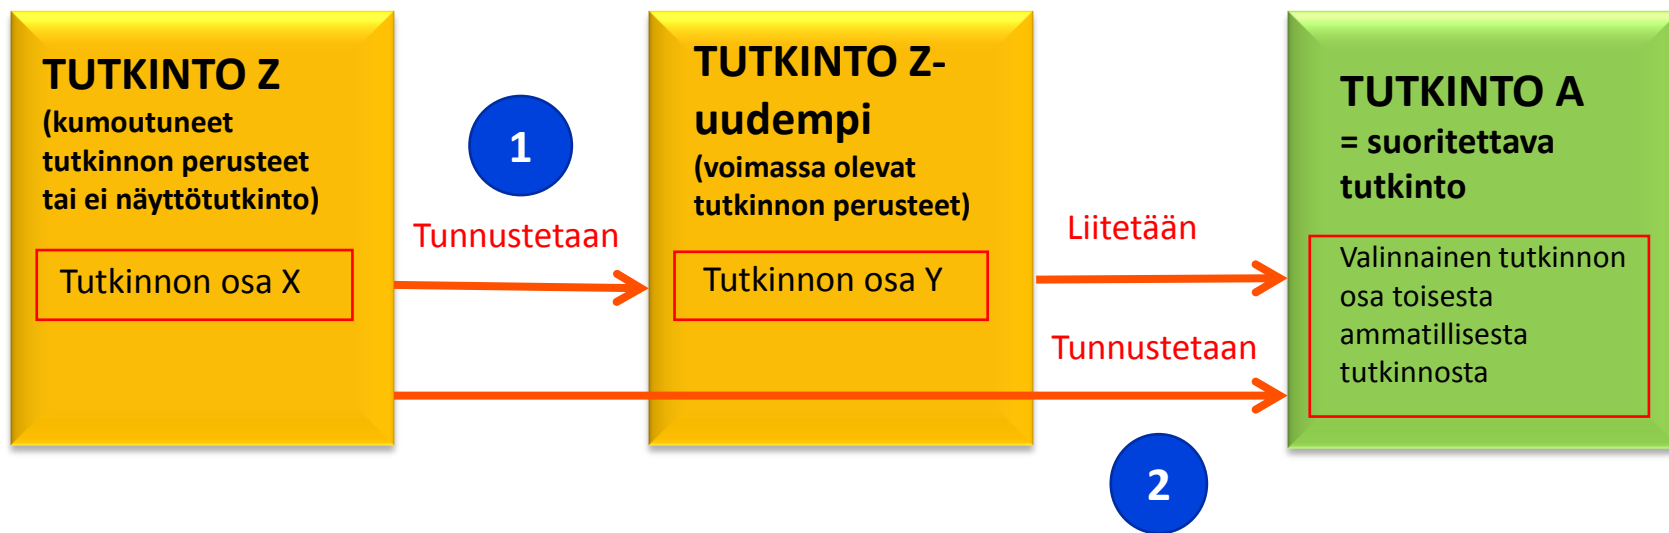 TUTKINTO Z
(kumoutuneet
tutkinnon perusteet
tai ei näyttötutkinto)
Tutkinnon osa X
1
Tunnustetaan
TUTKINTO Z-
uudempi
(voimassa olevat
tutkinnon perusteet)
Tutkinnon osa Y
Liitetään
Tunnustetaan
2
TUTKINTO A
= suoritettava
tutkinto
Valinnainen tutkinnon
osa toisesta
ammatillisesta
tutkinnosta